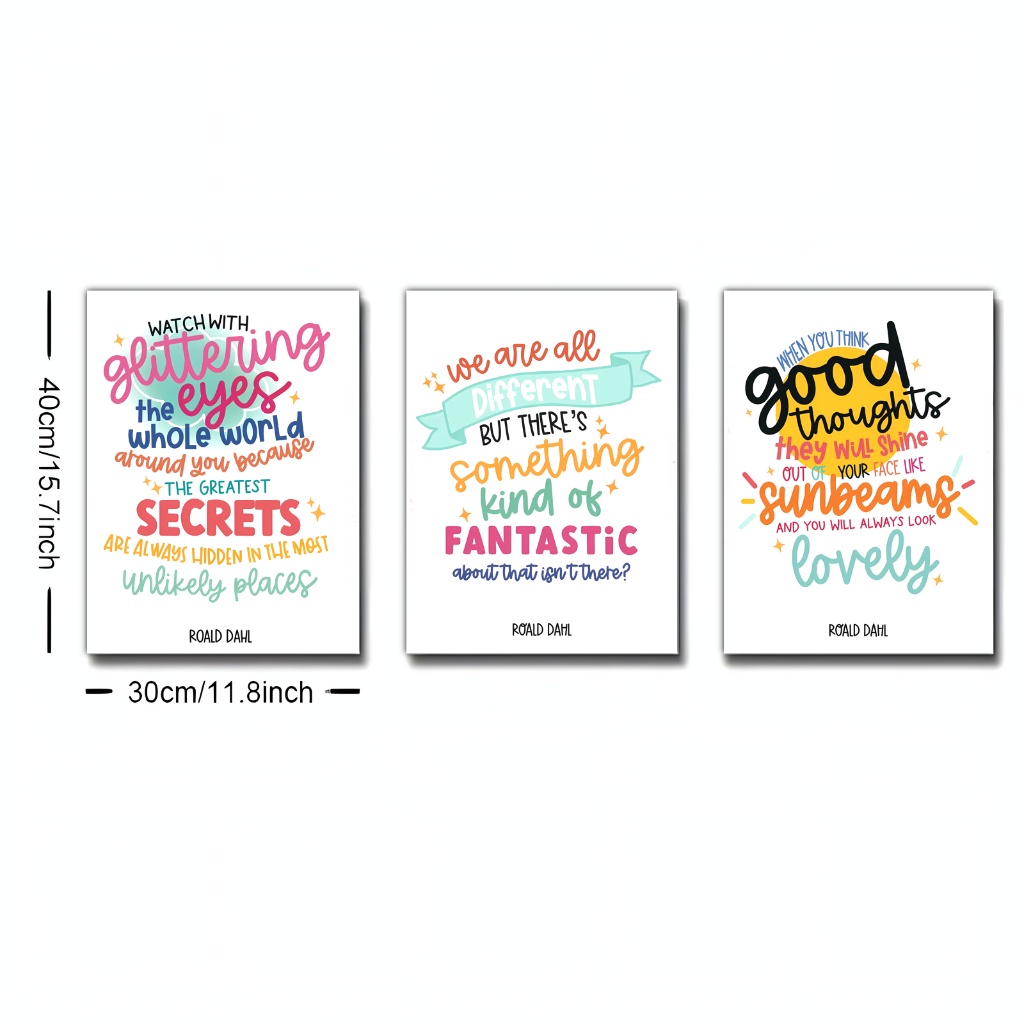 40cm/15.7inch
WATCH WITH
glittering
eyes
the
whole world
around you because
THE GREATEST
SECRETS
ARE ALWAYS HIDDEN IN THE MOST
unlikely places
ROALD DAHL
30cm/11.8inch
we are all
Different
BUT THERE'S
something
kind of
FANTASTiC
about that isn't there?
ROALD DAHL
WHEN YOU THINK
good
thoughts
they WiLL Shine
OUT OF YOUR FACE LIKE
sunbeams
AND YOU WILL ALWAYS LOOK
lovely
ROALD DAHL